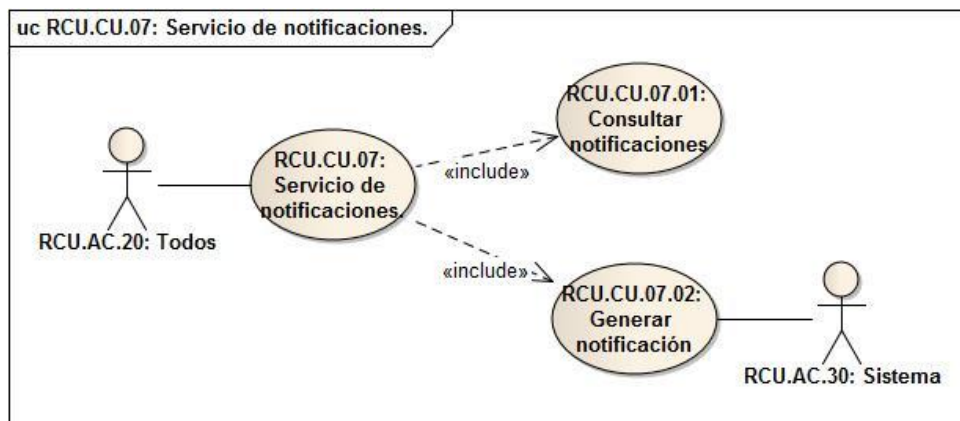 uc RCU.CU.07: Servicio de notificaciones.
RCU.CU.07.01:
Consultar
notificaciones
RCU.CU.07:
Servicio de
notificaciones.
«include»
RCU.AC.20: Todos
«include»
RCU.CU.07.02:
Generar
notificación
RCU.AC.30: Sistema